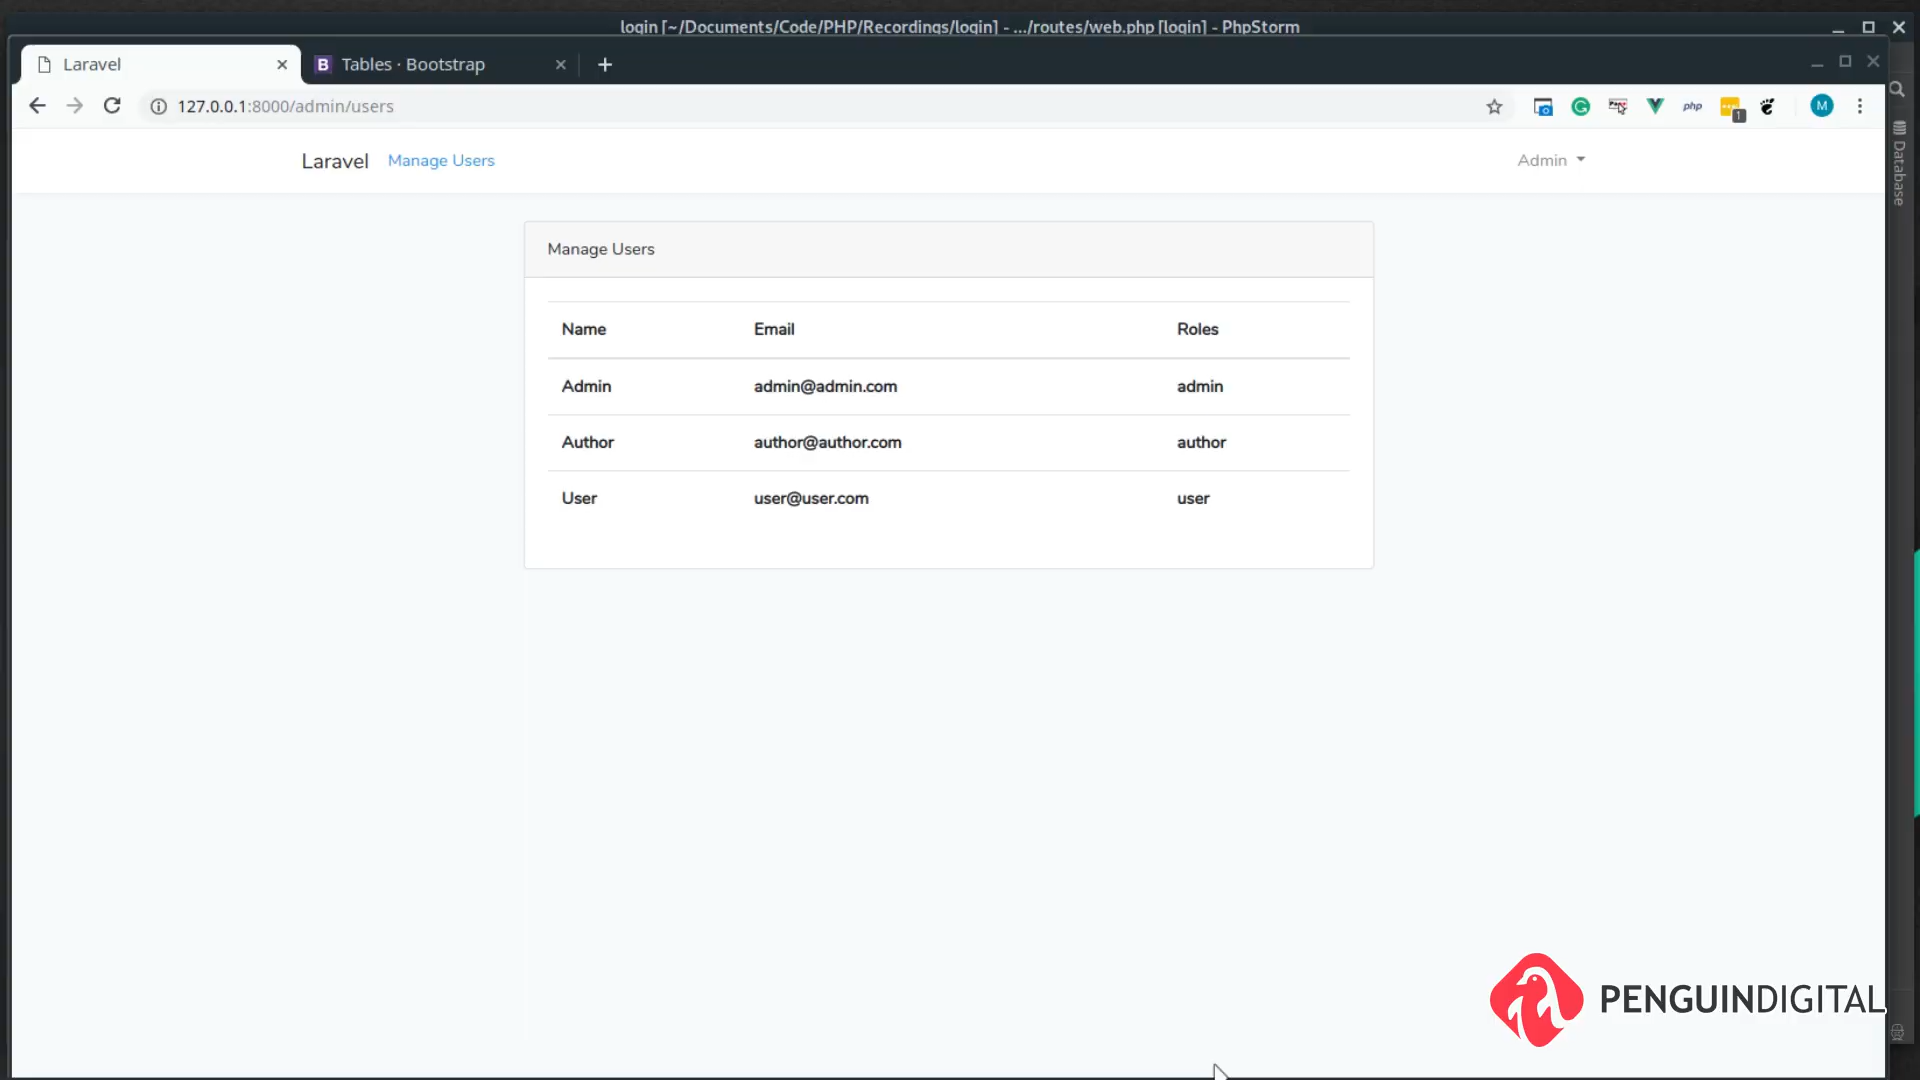 login [~/Documents/Code/PHP/Recordings/login] - .../routes/web.php [login] - PhpStorm
Laravel
B Tables · Bootstrap
127.0.0.1:8000/admin/users
php
1
M
Database
Laravel Manage Users Admin
Manage Users
Name Email Roles
Admin admin@admin.com admin
Author author@author.com author
User user@user.com user
PENGUINDIGITAL